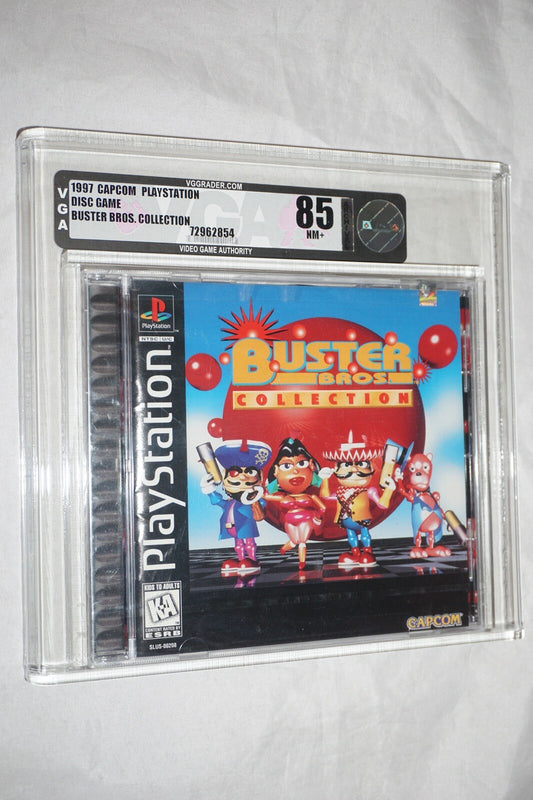 VGGRADER.COM
VGA
1997 CAPCOM PLAYSTATION
DISC GAME
BUSTER BROS. COLLECTION
72962854
85
NM+
VIDEO GAME AUTHORITY
PlayStation
NTSC U/C
PlayStation
BUSTER
BROS.
COLLECTION
KIDS TO ADULTS
K-A
CONTENT RATED BY
ESRB
SLUS-00208
CAPCOM